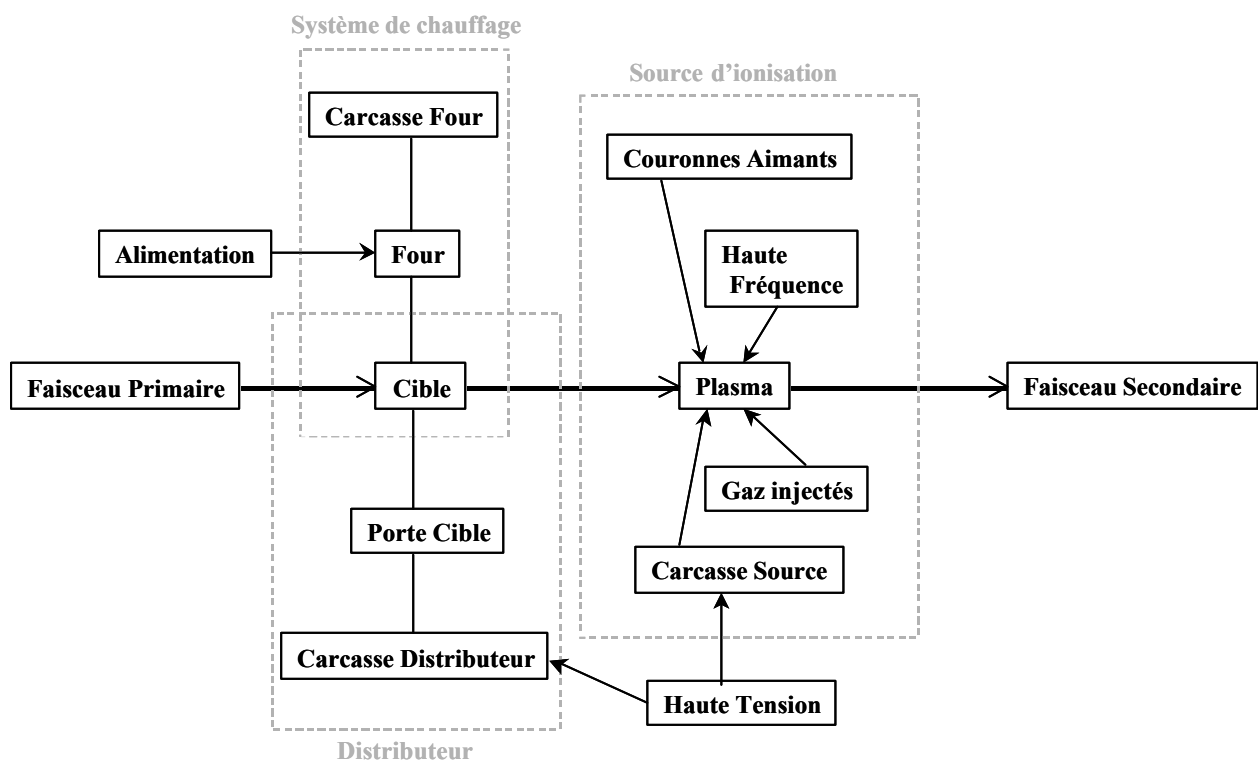 Système de chauffage
Source d’ionisation
Carcasse Four
Couronnes Aimants
Alimentation
Four
Haute
Fréquence
Faisceau Primaire
Cible
Plasma
Faisceau Secondaire
Gaz injectés
Porte Cible
Carcasse Source
Carcasse Distributeur
Haute Tension
Distributeur